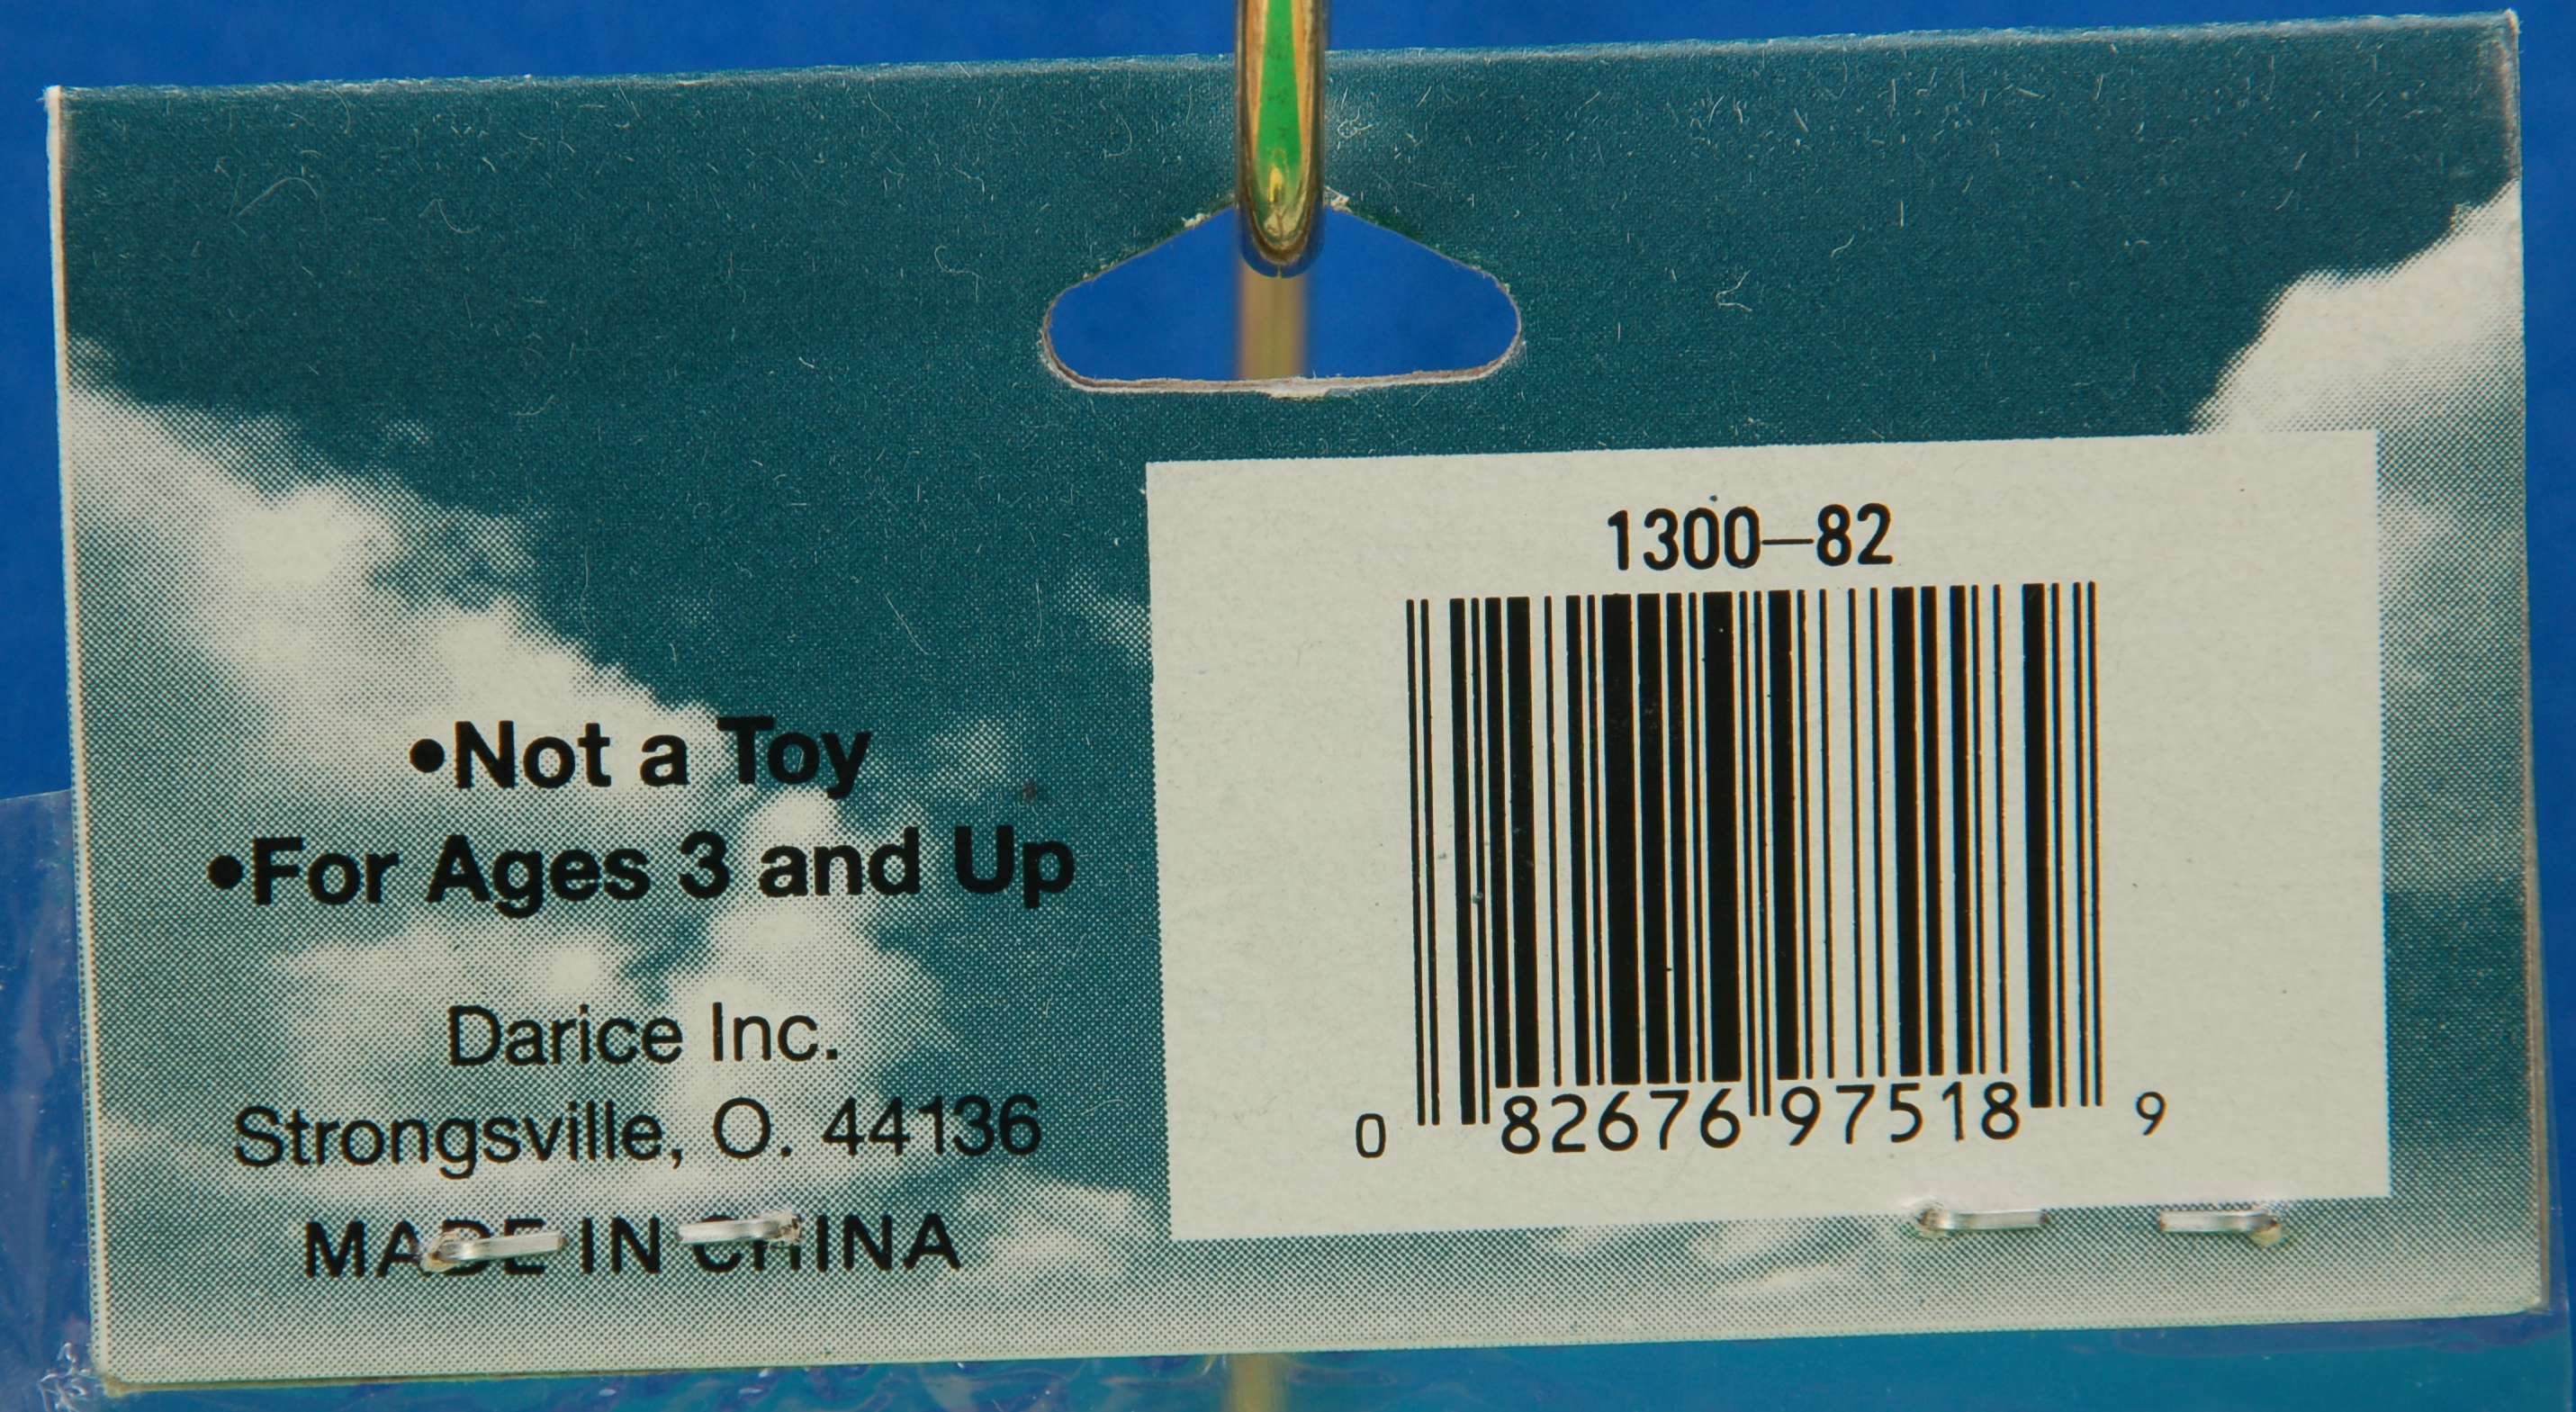 •Not a Toy
•For Ages 3 and Up
Darice Inc.
Strongsville, O. 44136
MADE IN CHINA
1300-82
0 82676 97518 9